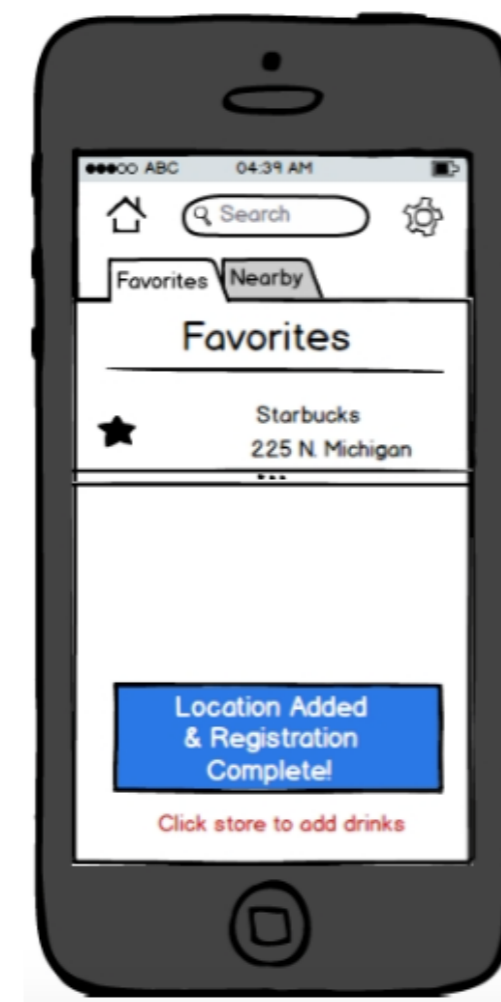 ●●●○○ ABC 04:39 AM
Search
Favorites Nearby
Favorites
Starbucks
225 N. Michigan
Location Added
& Registration
Complete!
Click store to add drinks